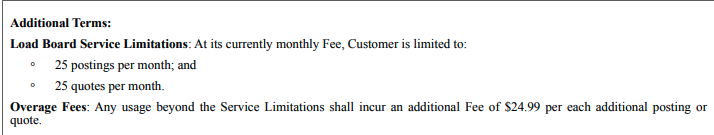 Additional Terms:
Load Board Service Limitations: At its currently monthly Fee, Customer is limited to:
° 25 postings per month; and
° 25 quotes per month.
Overage Fees: Any usage beyond the Service Limitations shall incur an additional Fee of $24.99 per each additional posting or
quote.